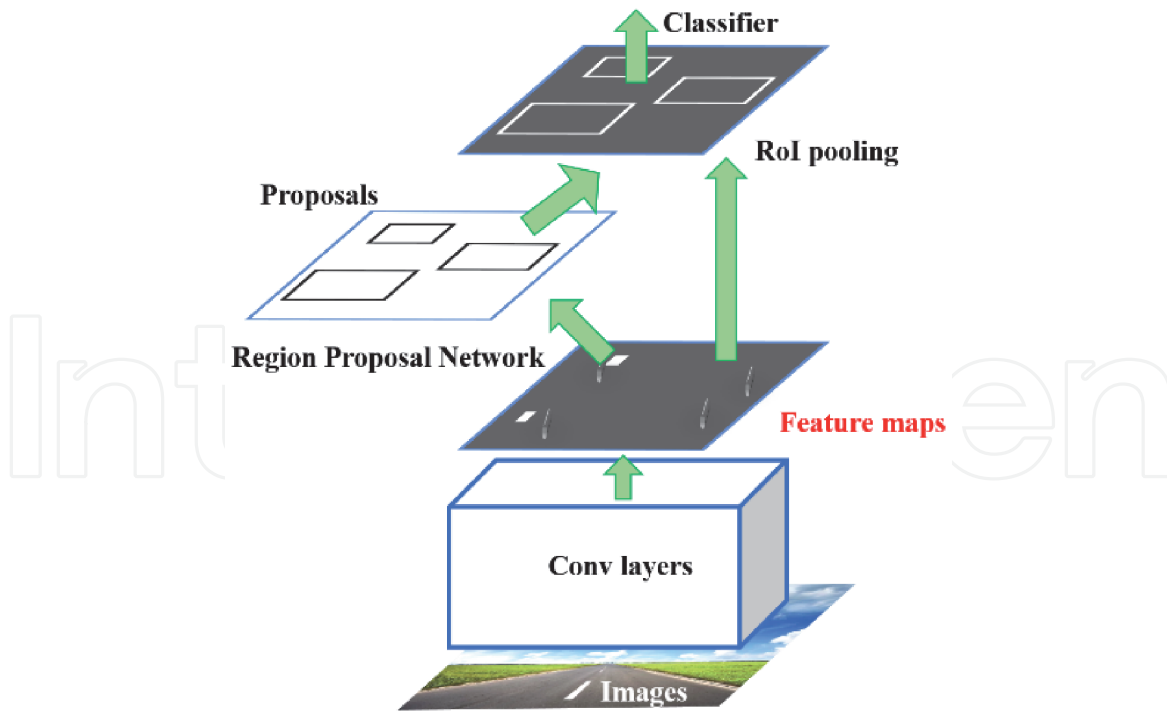 Classifier
RoI pooling
Proposals
Region Proposal Network
Feature maps
Conv layers
Images